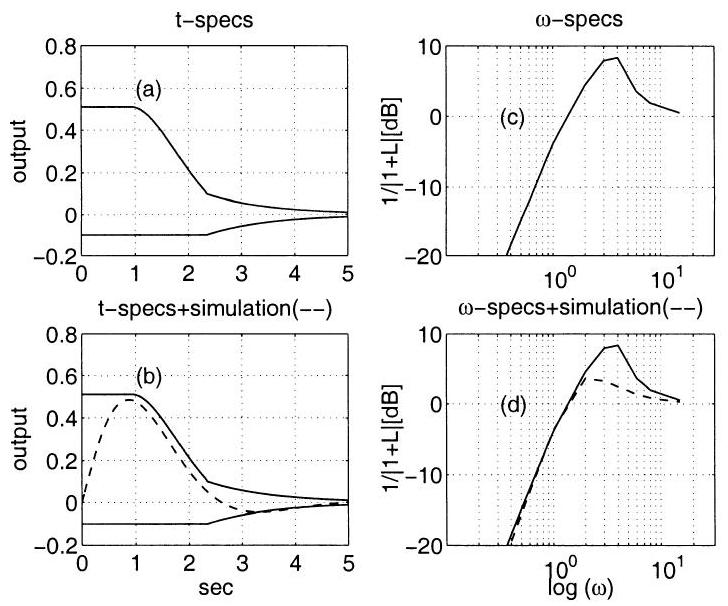 t-specs
0.8
0.6
0.4
0.2
0
-0.2
output
(a)
0 1 2 3 4 5
ω-specs
10
0
-10
-20
1/|1+L|[dB]
(c)
10^0 10^1
t-specs+simulation(--)
0.8
0.6
0.4
0.2
0
-0.2
output
(b)
0 1 2 3 4 5
sec
ω-specs+simulation(--)
10
0
-10
-20
1/|1+L|[dB]
(d)
10^0 10^1
log (ω)